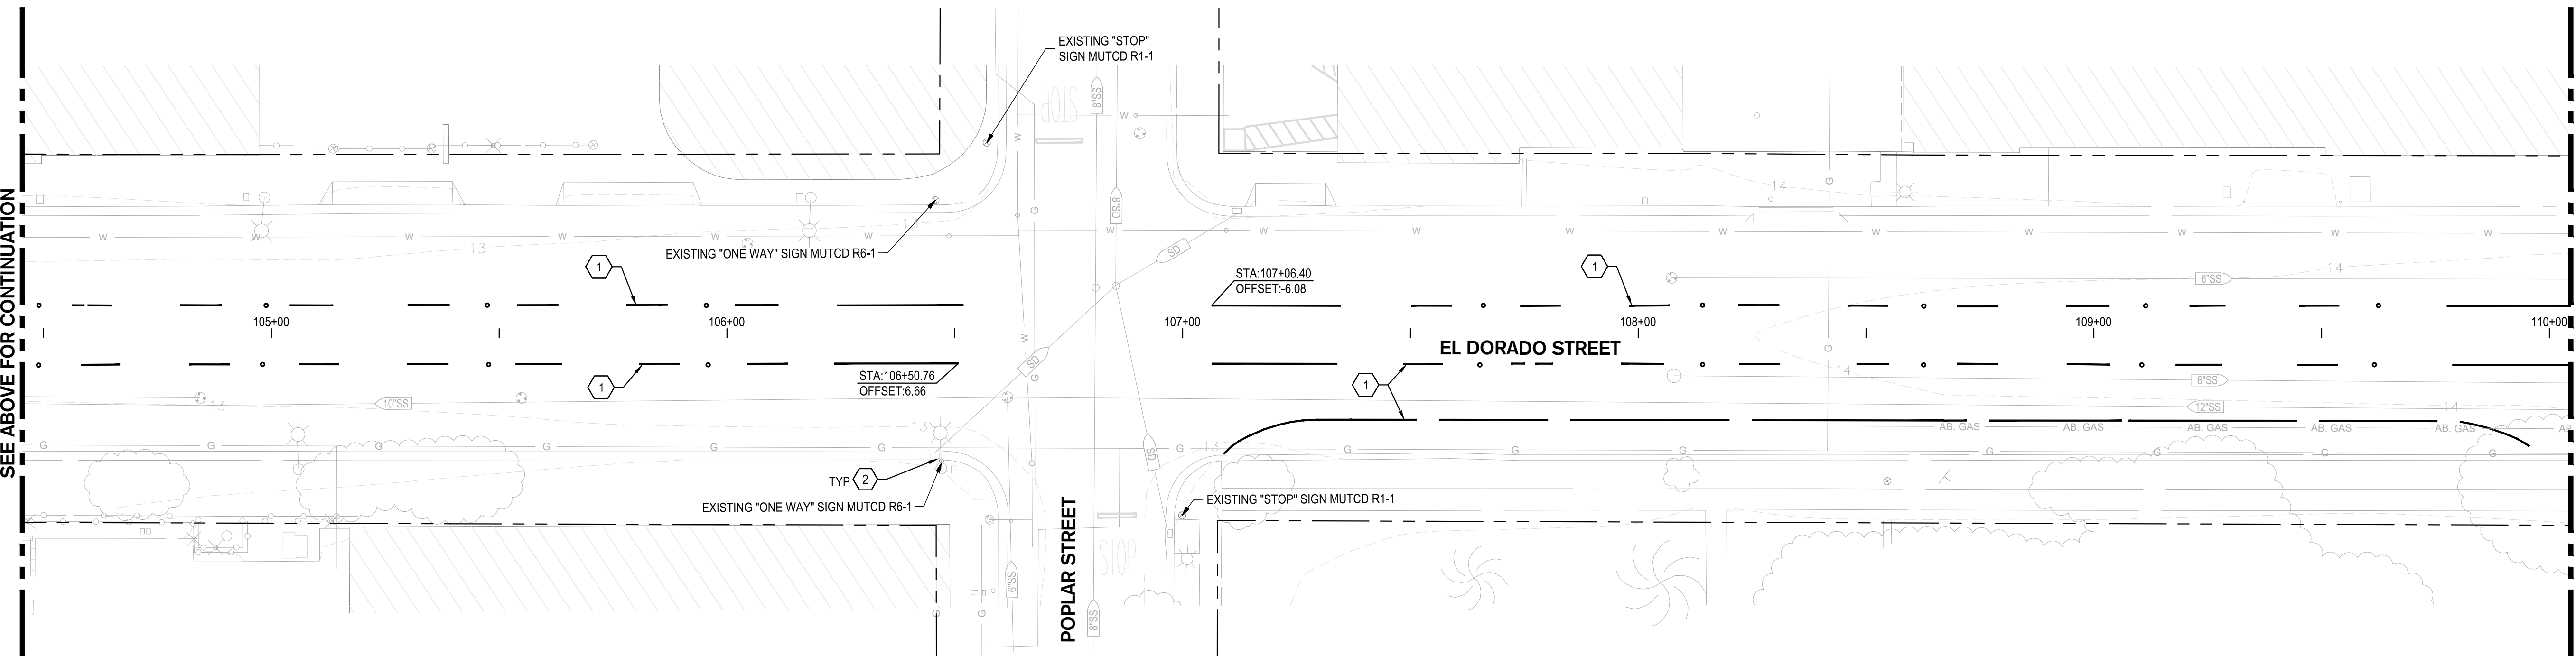 EXISTING "STOP"
SIGN MUTCD R1-1
8"SS
STOP
W
W
W
G
8"SD
G
14
13
W
W
W
W
W
W
EXISTING "ONE WAY" SIGN MUTCD R6-1
13
W
W
W
W
W
W
W
W
W
SD
SEE ABOVE FOR CONTINUATION
1
STA:107+06.40
OFFSET:-6.08
1
14
6"SS
105+00
106+00
107+00
108+00
109+00
110+00
W
EL DORADO STREET
G
SD
G
STA:106+50.76
OFFSET:6.66
1
1
14
6"SS
13
10"SS
12"SS
14
13
AB. GAS
AB. GAS
AB. GAS
AB. GAS
AB. GAS
AB
G
G
G
G
G
G
G
13
G
G
G
G
G
G
G
G
SD
TYP
2
EXISTING "ONE WAY" SIGN MUTCD R6-1
EXISTING "STOP" SIGN MUTCD R1-1
POPLAR STREET
STOP
6"SS
8"SS
G
G